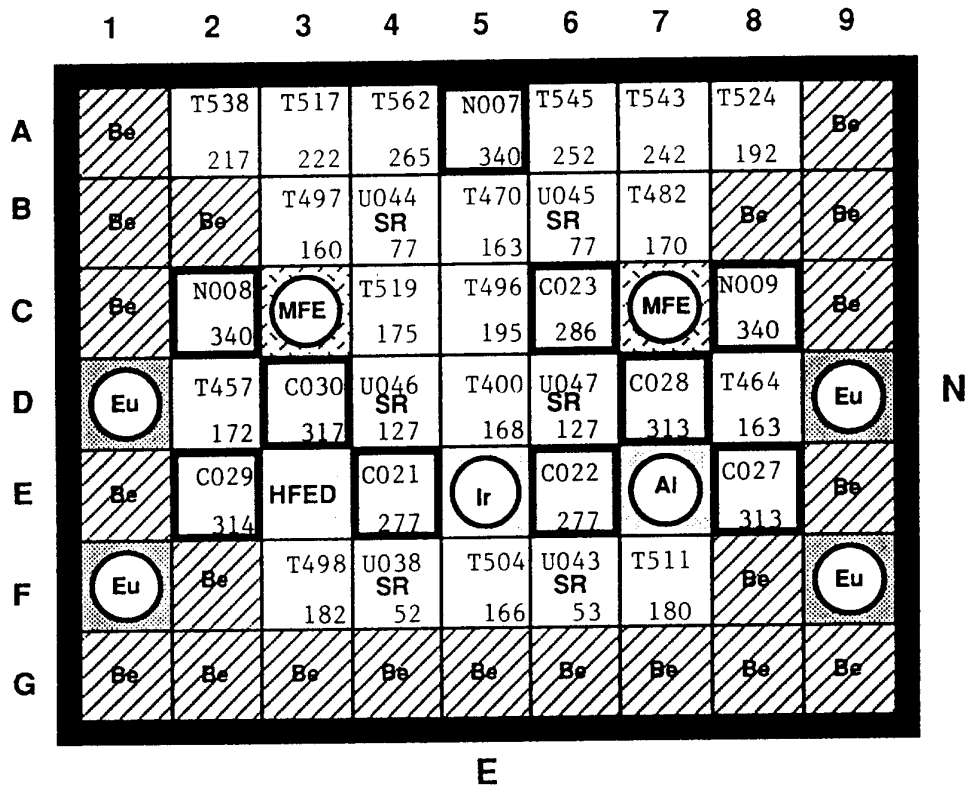 1 2 3 4 5 6 7 8 9
A Be T538 T517 T562 N007 T545 T543 T524 Be
217 222 265 340 252 242 192
B Be Be T497 U044 T470 U045 T482 Be Be
SR SR
160 77 163 77 170
C Be N008 MFE T519 T496 C023 MFE N009 Be
340 175 195 286 340
D Eu T457 C030 U046 T400 U047 C028 T464 Eu N
SR SR
172 317 127 168 127 313 163
E Be C029 HFED C021 Ir C022 Al C027 Be
314 277 277 313
F Eu Be T498 U038 T504 U043 T511 Be Eu
SR SR
182 52 166 53 180
G Be Be Be Be Be Be Be Be Be
E